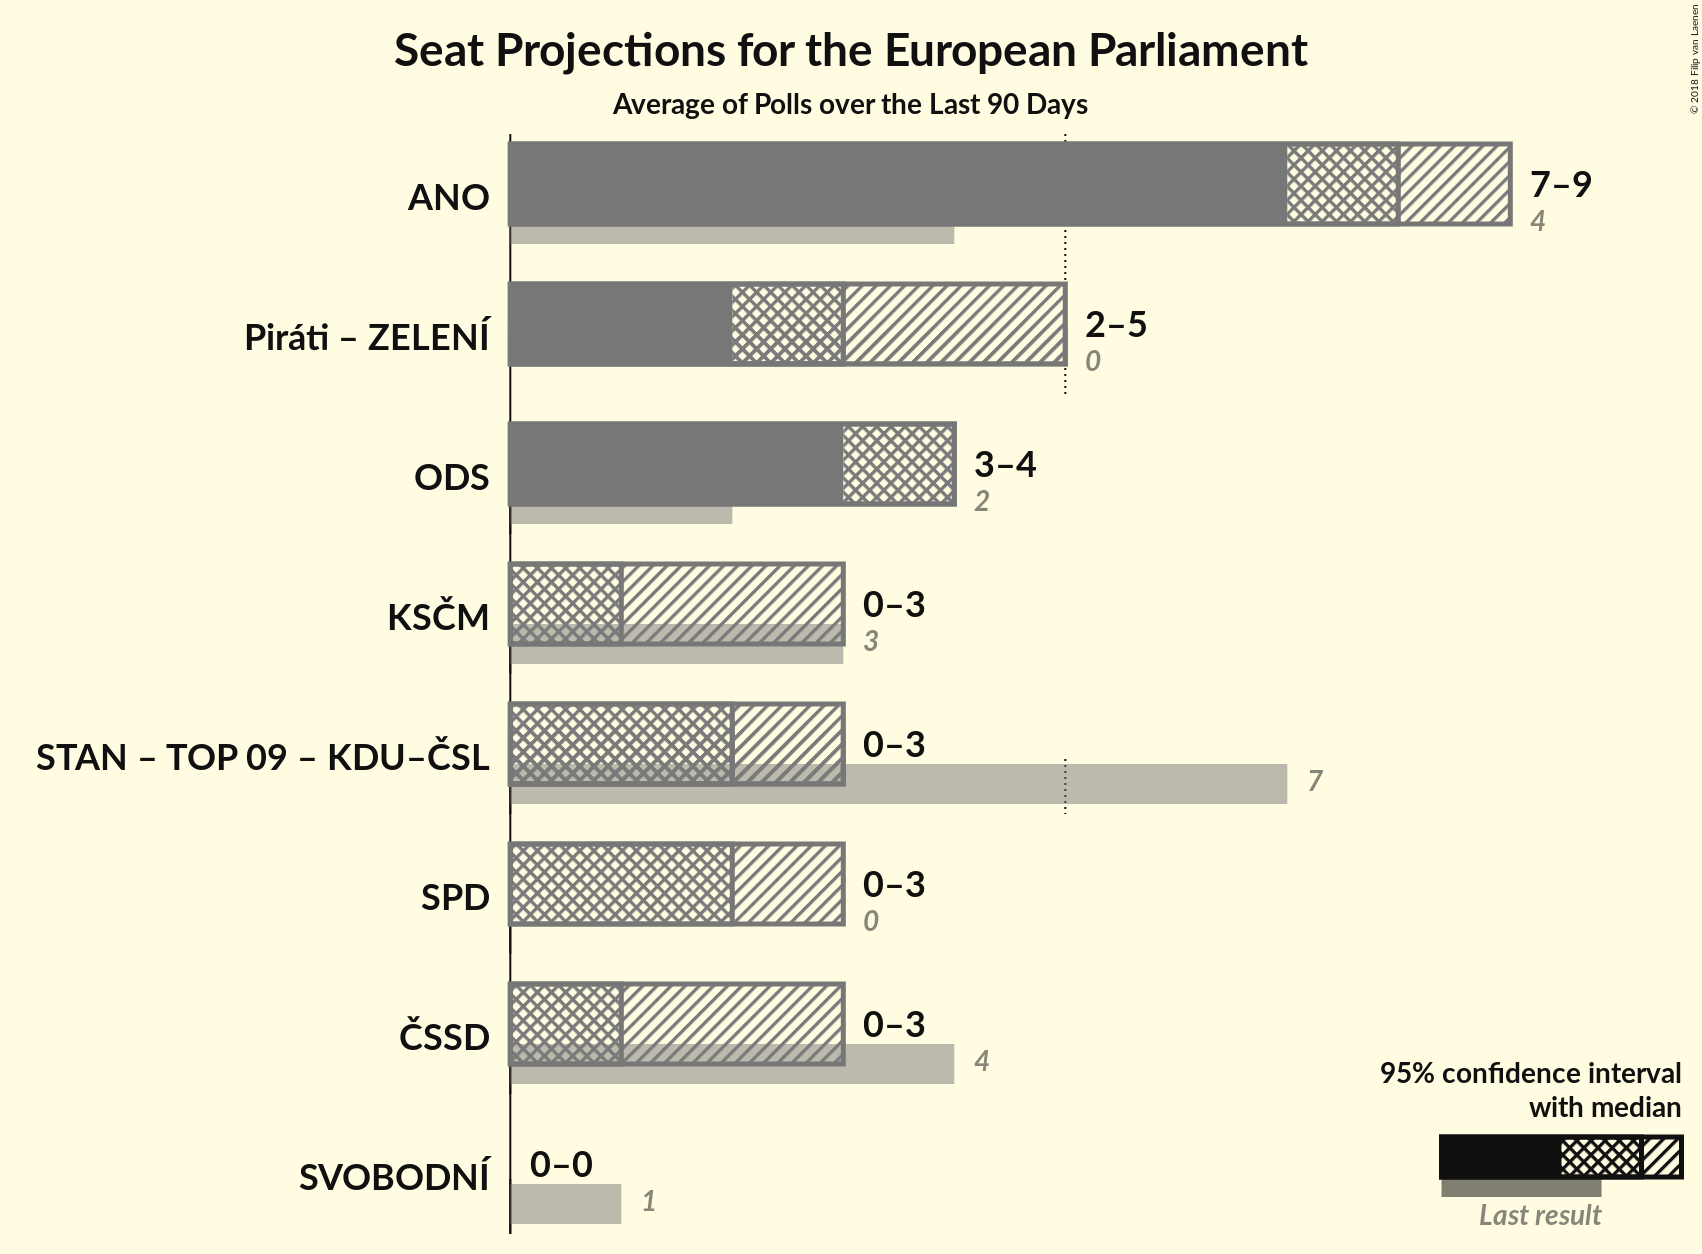 Seat Projections for the European Parliament
Average of Polls over the Last 90 Days
© 2018 Filip van Laenen
ANO
7–9
4
Piráti – ZELENÍ
2–5
0
ODS
3–4
2
KSČM
0–3
3
STAN – TOP 09 – KDU–ČSL
0–3
7
SPD
0–3
0
ČSSD
0–3
4
SVOBODNÍ
0–0
1
95% confidence interval
with median
Last result